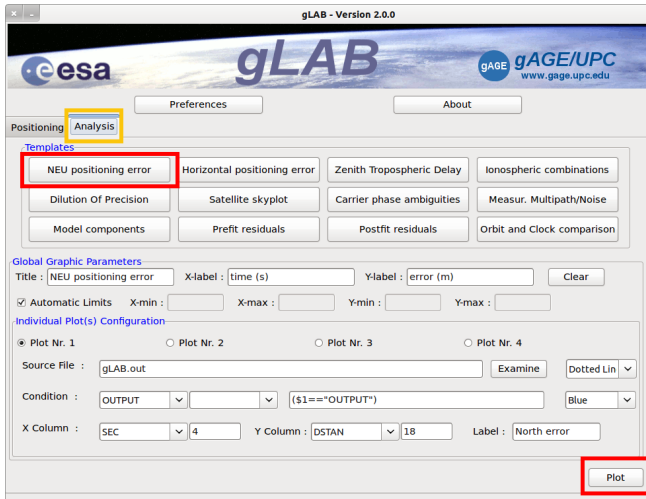 gLAB - Version 2.0.0
esa gLAB gAGE gAGE/UPC
www.gage.upc.edu
Preferences About
Positioning Analysis
Templates
NEU positioning error Horizontal positioning error Zenith Tropospheric Delay Ionospheric combinations
Dilution Of Precision Satellite skyplot Carrier phase ambiguities Measur. Multipath/Noise
Model components Prefit residuals Postfit residuals Orbit and Clock comparison
Global Graphic Parameters
Title : NEU positioning error X-label : time (s) Y-label : error (m) Clear
Automatic Limits X-min : X-max : Y-min : Y-max :
Individual Plot(s) Configuration
Plot Nr. 1 Plot Nr. 2 Plot Nr. 3 Plot Nr. 4
Source File : gLAB.out Examine Dotted Lin
Condition : OUTPUT ($1=="OUTPUT") Blue
X Column : SEC 4 Y Column : DSTAN 18 Label : North error
Plot